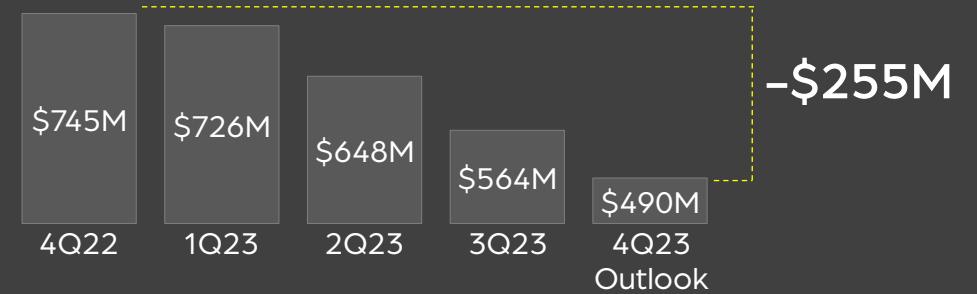 –$255M
$745M
$726M
$648M
$564M
$490M
4Q22
1Q23
2Q23
3Q23
4Q23
Outlook